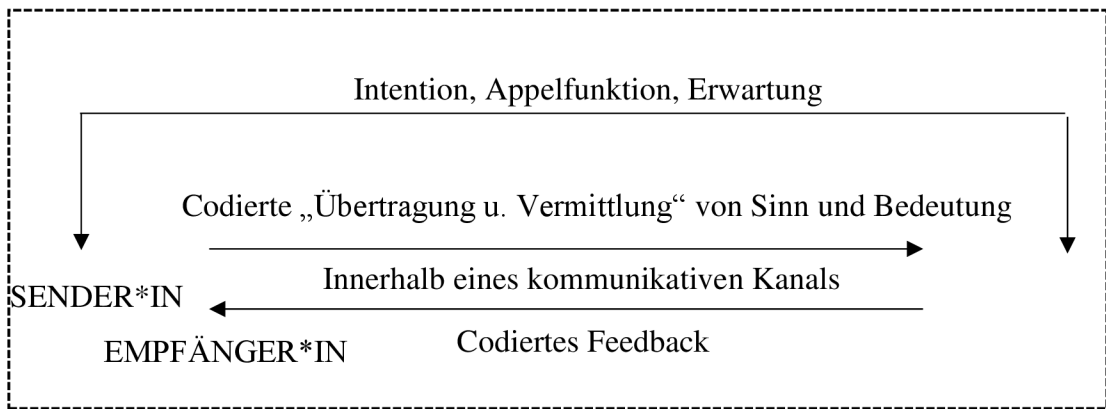 Intention, Appelfunktion, Erwartung
Codierte „Übertragung u. Vermittlung“ von Sinn und Bedeutung
Innerhalb eines kommunikativen Kanals
SENDER*IN
Codiertes Feedback
EMPFÄNGER*IN